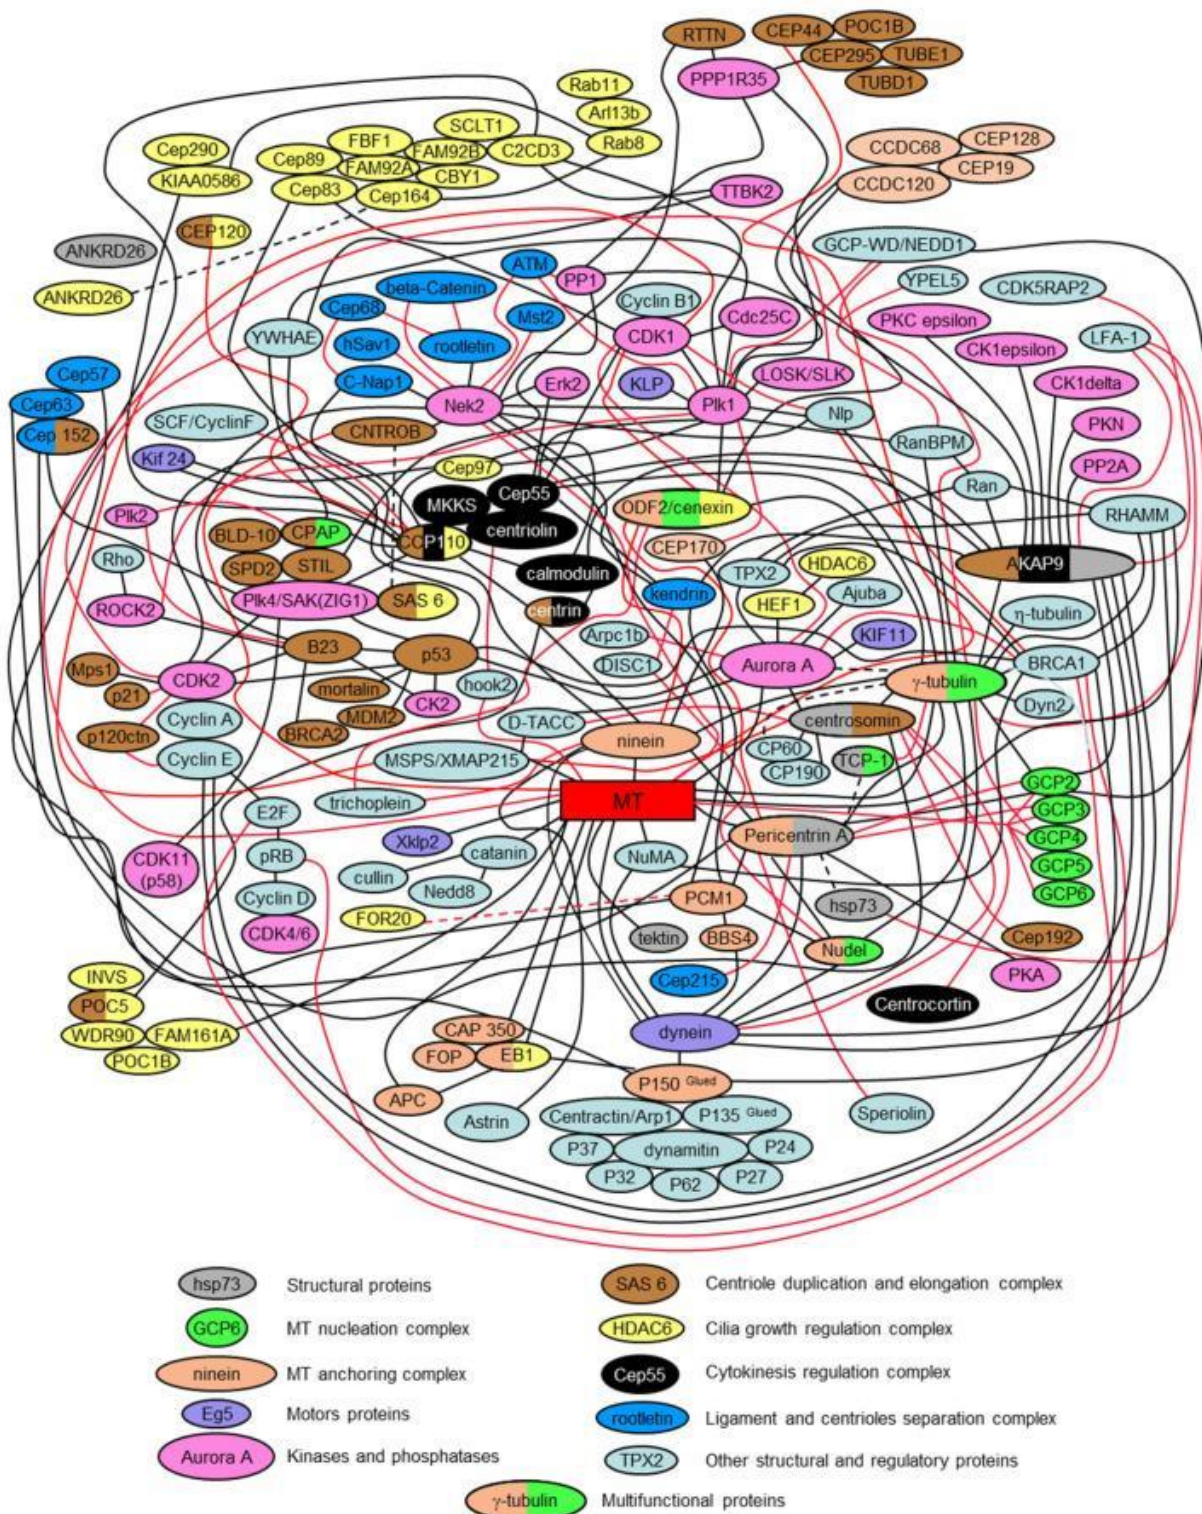 RTTN
CEP44
POC1B
CEP295
TUBE1
TUBD1
PPP1R35
Rab11
Arl13b
Rab8
SCLT1
FBF1
FAM92B
C2CD3
Cep290
Cep89
FAM92A
CBY1
KIAA0586
Cep83
Cep164
CCDC68
CEP128
CEP19
CCDC120
TTBK2
CEP120
ANKRD26
ANKRD26
GCP-WD/NEDD1
ATM
PP1
beta-Catenin
Cyclin B1
YPEL5
CDK5RAP2
Cep68
Mst2
Cdc25C
PKC epsilon
YWHAE
hSav1
rootletin
CDK1
CK1epsilon
LFA-1
Cep57
C-Nap1
Erk2
KLP
LOSK/SLK
CK1delta
Cep63
Nek2
Plk1
Nlp
PKN
Cep 152
SCF/CyclinF
CNTROB
RanBPM
Kif 24
Cep97
PP2A
MKKS
Cep55
Ran
Plk2
BLD-10
CPAP
CCP110
centriolin
ODF2/cenexin
RHAMM
Rho
SPD2
STIL
CEP170
HDAC6
AKAP9
calmodulin
TPX2
ROCK2
Plk4/SAK(ZIG1)
SAS 6
centrin
kendrin
HEF1
Ajuba
η-tubulin
Arpc1b
KIF11
B23
p53
DISC1
Aurora A
BRCA1
Mps1
CDK2
mortalin
hook2
γ-tubulin
p21
CK2
Dyn2
Cyclin A
MDM2
D-TACC
centrosomin
p120ctn
BRCA2
ninein
CP60
Cyclin E
MSPS/XMAP215
CP190
TCP-1
GCP2
trichoplein
MT
GCP3
E2F
Pericentrin A
GCP4
Xklp2
CDK11
(p58)
pRB
catanin
NuMA
GCP5
cullin
Nedd8
GCP6
Cyclin D
PCM1
hsp73
FOR20
CDK4/6
tektin
BBS4
Nudel
Cep192
INVS
Cep215
PKA
POC5
Centrocortin
WDR90
FAM161A
CAP 350
dynein
POC1B
FOP
EB1
APC
P150 Glued
Astrin
Centractin/Arp1
P135 Glued
Speriolin
P37
dynamitin
P24
P32
P62
P27
hsp73 Structural proteins
SAS 6 Centriole duplication and elongation complex
GCP6 MT nucleation complex
HDAC6 Cilia growth regulation complex
ninein MT anchoring complex
Cep55 Cytokinesis regulation complex
Eg5 Motors proteins
rootletin Ligament and centrioles separation complex
Aurora A Kinases and phosphatases
TPX2 Other structural and regulatory proteins
γ-tubulin Multifunctional proteins